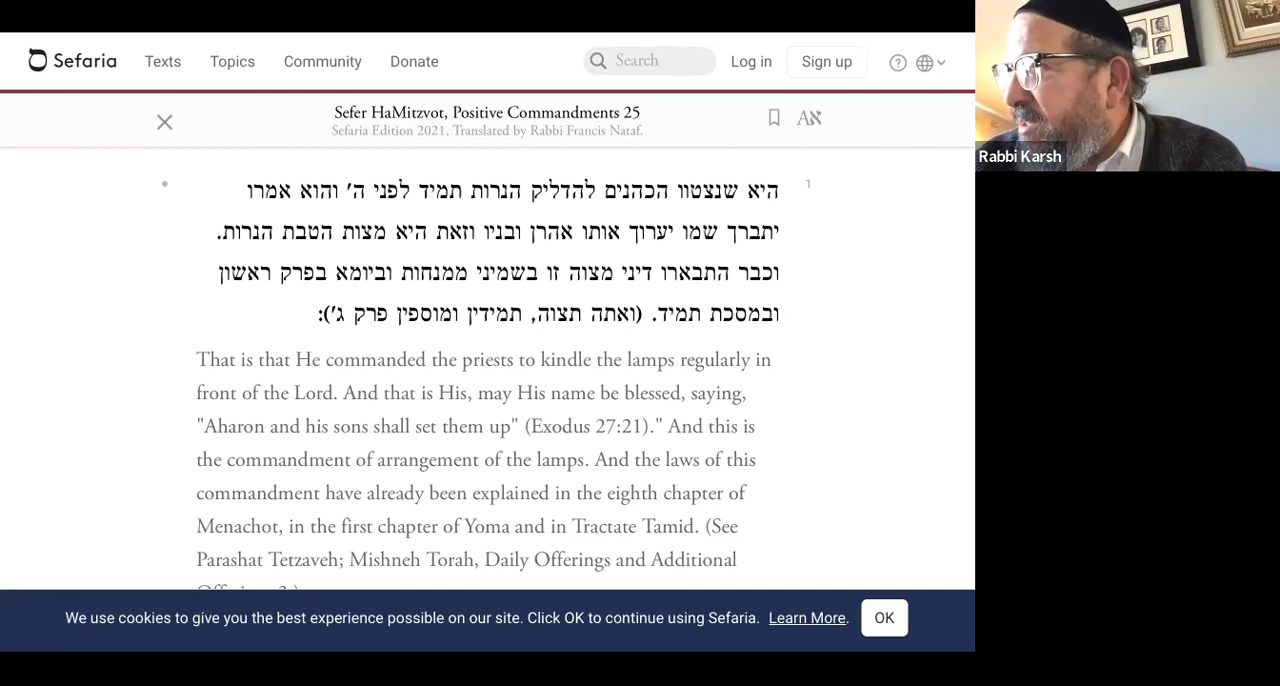 Sefaria
Texts
Topics
Community
Donate
Search
Log in
Sign up
Sefer HaMitzvot, Positive Commandments 25
Sefaria Edition 2021, Translated by Rabbi Francis Nataf.
Aא
1
היא שנצטוו הכהנים להדליק הנרות תמיד לפני ה' והוא אמרו
יתברך שמו יערוך אותו אהרן ובניו וזאת היא מצות הטבת הנרות.
וכבר התבארו דיני מצוה זו בשמיני ממנחות וביומא בפרק ראשון
ובמסכת תמיד. (ואתה תצוה, תמידין ומוספין פרק ג'):
That is that He commanded the priests to kindle the lamps regularly in
front of the Lord. And that is His, may His name be blessed, saying,
"Aharon and his sons shall set them up" (Exodus 27:21)." And this is
the commandment of arrangement of the lamps. And the laws of this
commandment have already been explained in the eighth chapter of
Menachot, in the first chapter of Yoma and in Tractate Tamid. (See
Parashat Tetzaveh; Mishneh Torah, Daily Offerings and Additional
We use cookies to give you the best experience possible on our site. Click OK to continue using Sefaria. Learn More.
OK
Rabbi Karsh